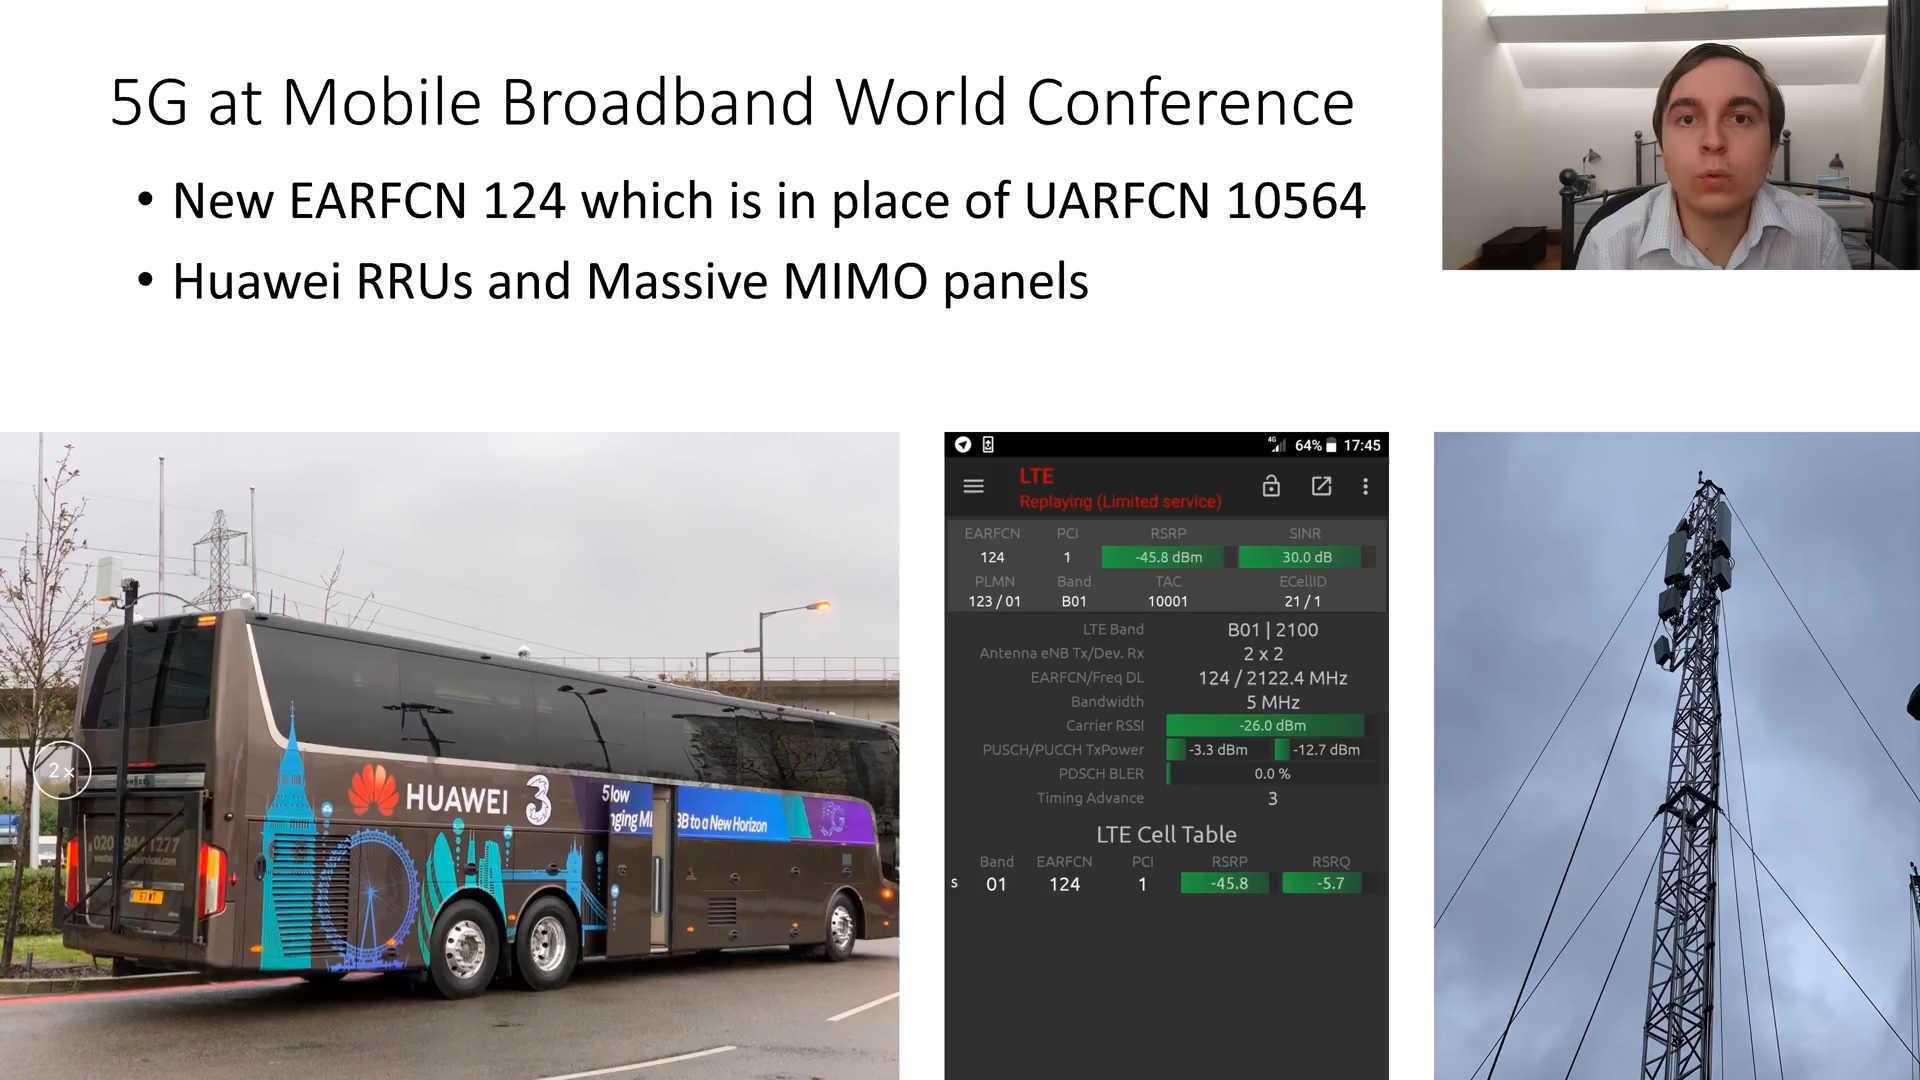 5G at Mobile Broadband World Conference
• New EARFCN 124 which is in place of UARFCN 10564
• Huawei RRUs and Massive MIMO panels
2×
HUAWEI 3
5low
BB to a New Horizon
5G
4G 64% 17:45
LTE
Replaying (Limited service)
EARFCN PCI RSRP SINR
124 1 -45.8 dBm 30.0 dB
PLMN Band TAC ECellID
123 / 01 B01 10001 21 / 1
LTE Band B01 | 2100
Antenna eNB Tx/Dev. Rx 2 x 2
EARFCN/Freq DL 124 / 2122.4 MHz
Bandwidth 5 MHz
Carrier RSSI -26.0 dBm
PUSCH/PUCCH TxPower -3.3 dBm -12.7 dBm
PDSCH BLER 0.0 %
Timing Advance 3
LTE Cell Table
Band EARFCN PCI RSRP RSRQ
s 01 124 1 -45.8 -5.7